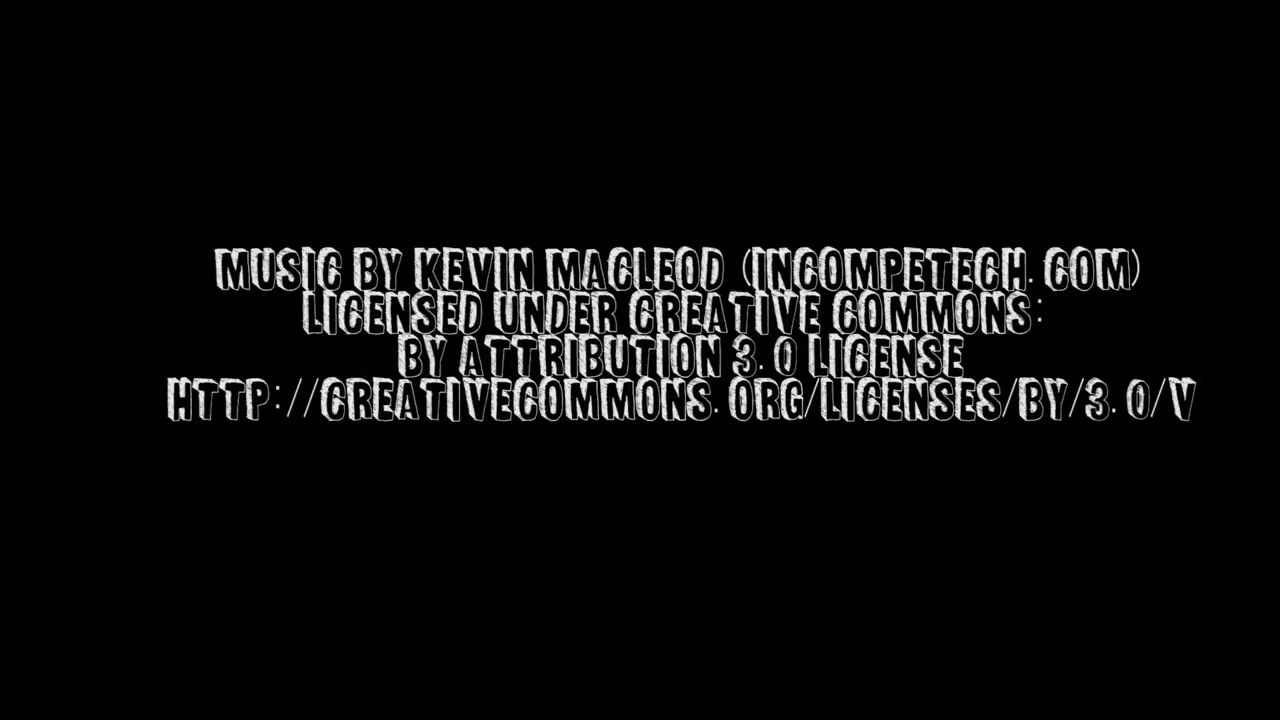 MUSIC BY KEVIN MACLEOD (INCOMPETECH.COM)
LICENSED UNDER CREATIVE COMMONS:
BY ATTRIBUTION 3.0 LICENSE
HTTP://CREATIVECOMMONS.ORG/LICENSES/BY/3.0/V